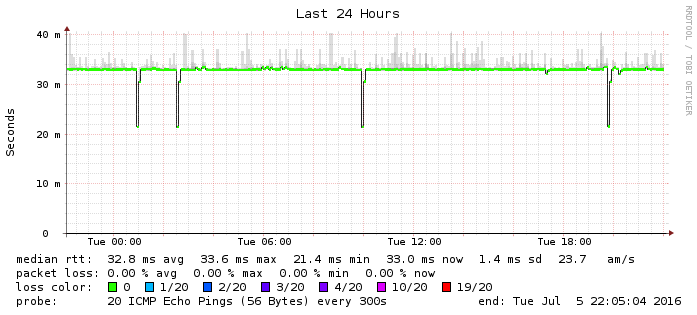 Last 24 Hours
RRDTOOL / TOBI OETIKER
Seconds
40 m
30 m
20 m
10 m
0
Tue 00:00 Tue 06:00 Tue 12:00 Tue 18:00
median rtt: 32.8 ms avg 33.6 ms max 21.4 ms min 33.0 ms now 1.4 ms sd 23.7 am/s
packet loss: 0.00 % avg 0.00 % max 0.00 % min 0.00 % now
loss color: 0 1/20 2/20 3/20 4/20 10/20 19/20
probe: 20 ICMP Echo Pings (56 Bytes) every 300s end: Tue Jul 5 22:05:04 2016